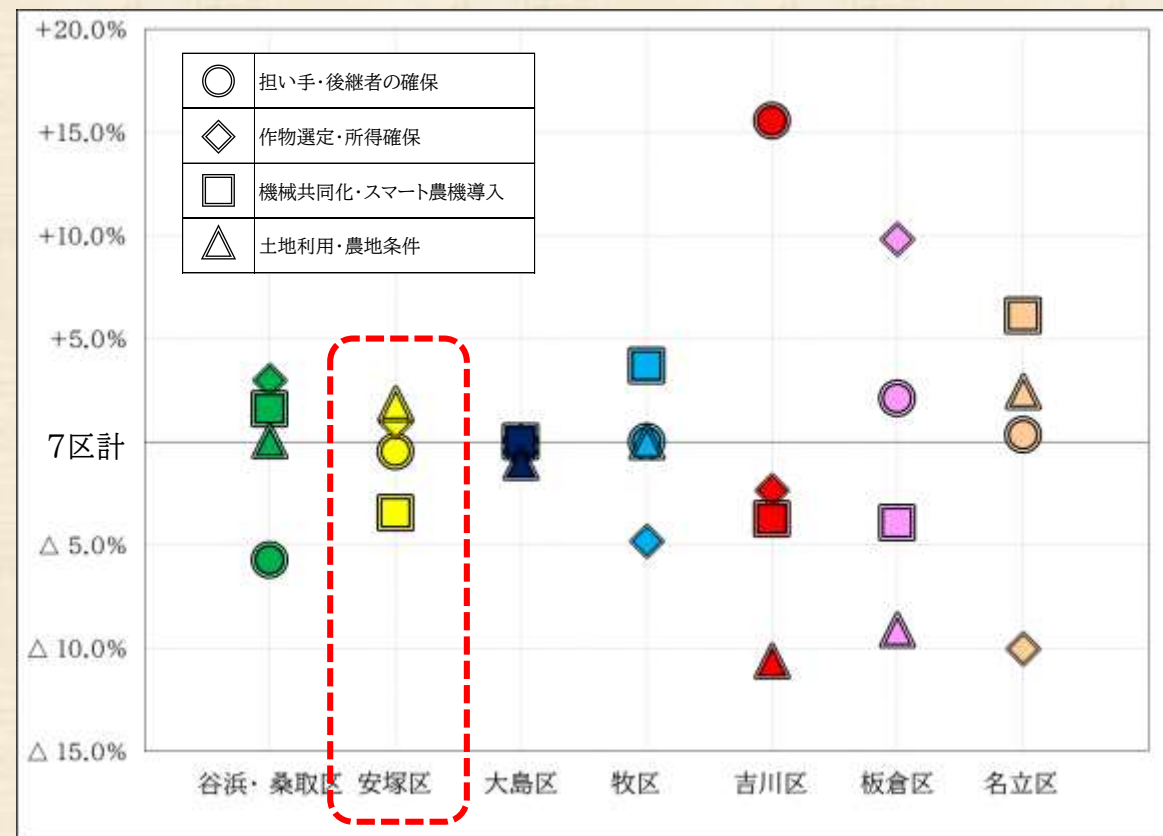 +20.0%
+15.0%
+10.0%
+5.0%
7区計
△ 5.0%
△ 10.0%
△ 15.0%
担い手・後継者の確保
作物選定・所得確保
機械共同化・スマート農機導入
土地利用・農地条件
谷浜・桑取区 安塚区 大島区 牧区 吉川区 板倉区 名立区